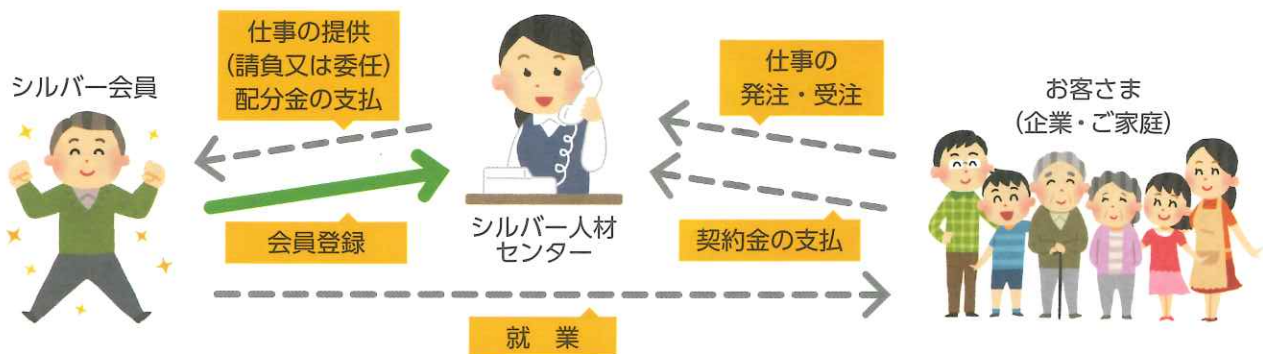 シルバー会員
仕事の提供
(請負又は委任)
配分金の支払
会員登録
シルバー人材
センター
仕事の
発注・受注
契約金の支払
お客さま
(企業・ご家庭)
就 業